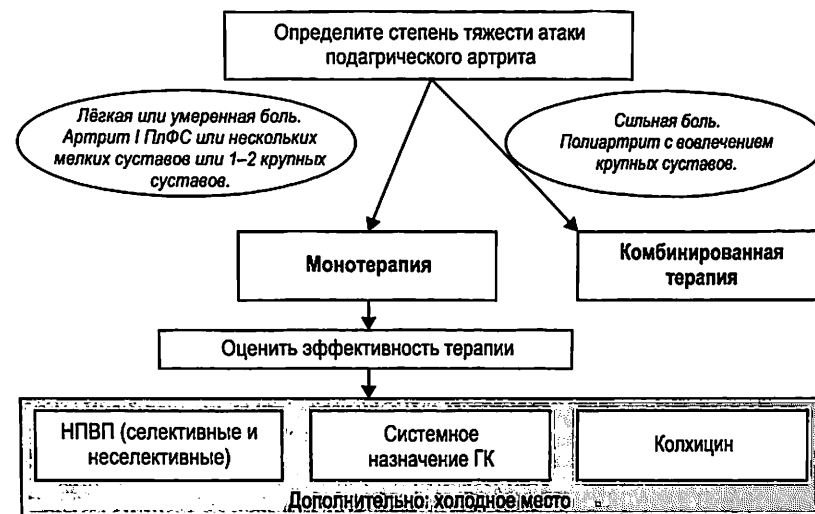 Определите степень тяжести атаки
подагрического артрита
Лёгкая или умеренная боль.
Артрит I ПлФС или нескольких
мелких суставов или 1–2 крупных
суставов.
Сильная боль.
Полиартрит с вовлечением
крупных суставов.
Монотерапия
Комбинированная
терапия
Оценить эффективность терапии
НПВП (селективные и
неселективные)
Системное
назначение ГК
Колхицин
Дополнительно: холодное место